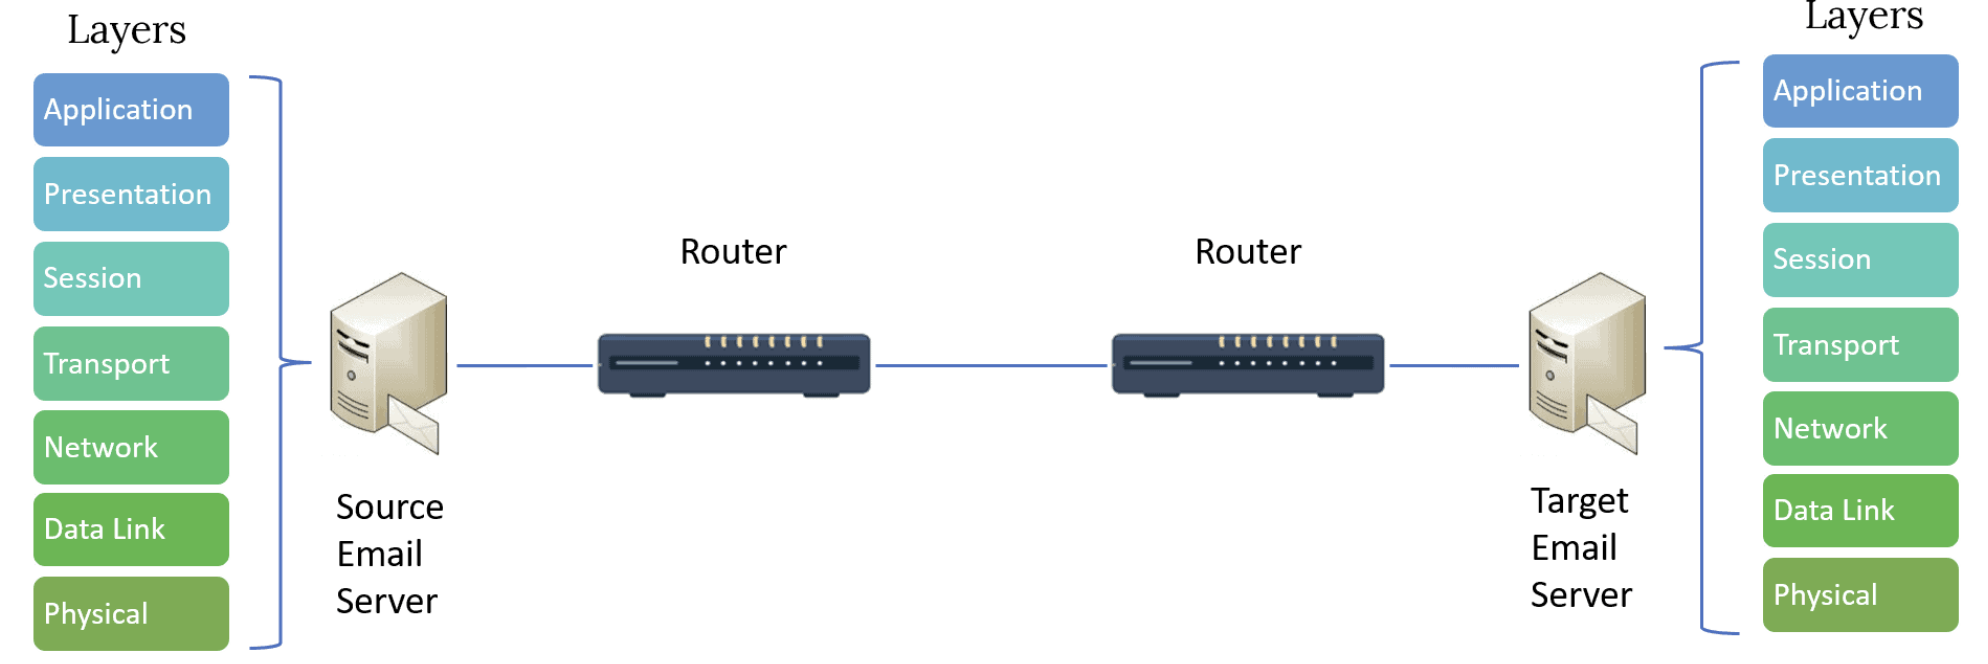 Layers
Application
Presentation
Session
Transport
Network
Data Link
Physical
Source
Email
Server
Router
Router
Target
Email
Server
Layers
Application
Presentation
Session
Transport
Network
Data Link
Physical